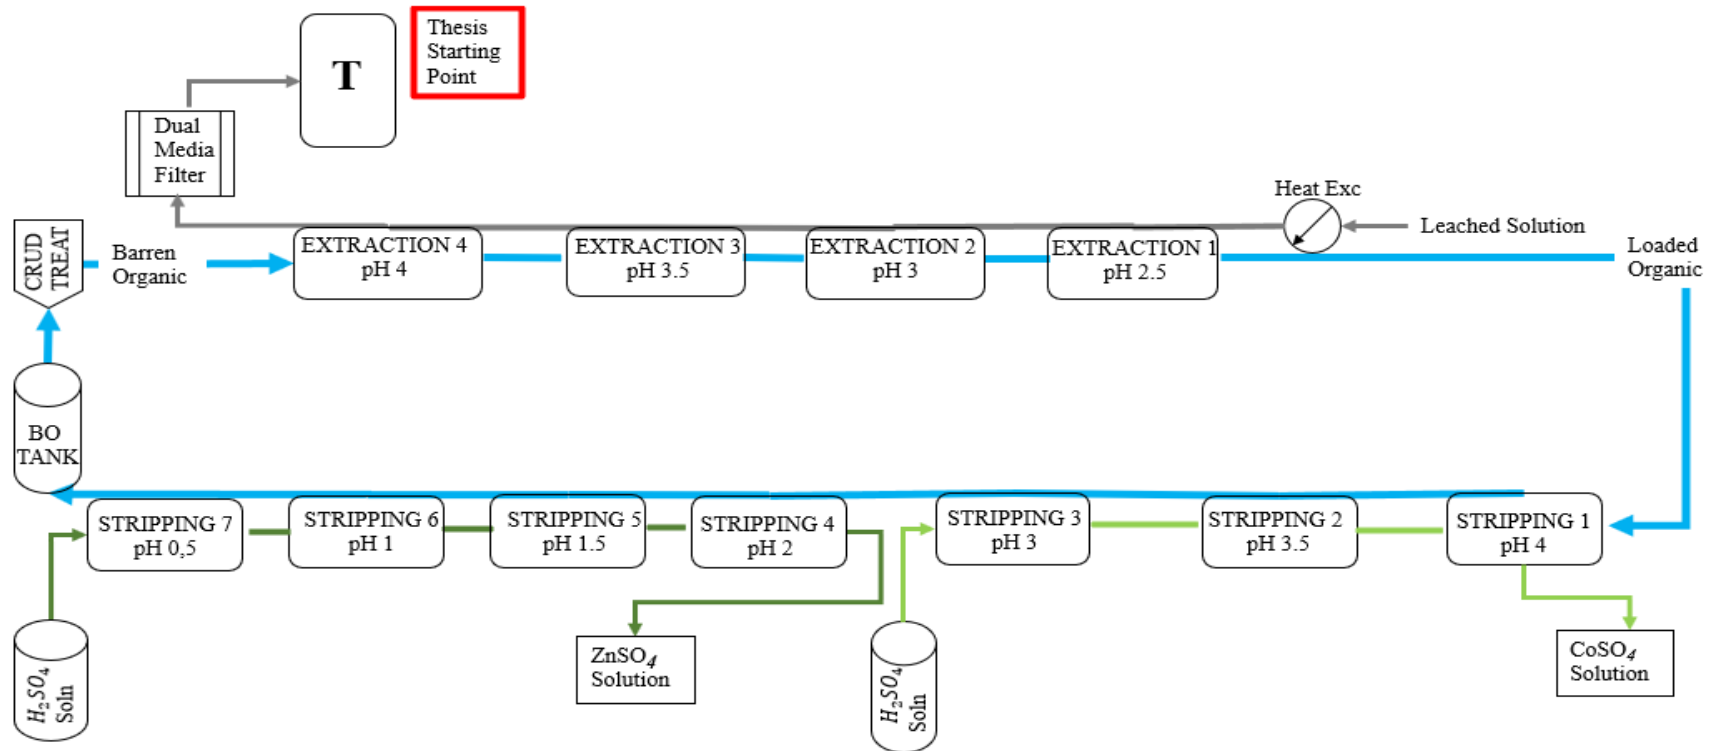 T
Thesis
Starting
Point
Dual
Media
Filter
Heat Exc
Leached Solution
CRUD
TREAT
Barren
Organic
EXTRACTION 4
pH 4
EXTRACTION 3
pH 3.5
EXTRACTION 2
pH 3
EXTRACTION 1
pH 2.5
Loaded
Organic
BO
TANK
STRIPPING 7
pH 0,5
STRIPPING 6
pH 1
STRIPPING 5
pH 1.5
STRIPPING 4
pH 2
STRIPPING 3
pH 3
STRIPPING 2
pH 3.5
STRIPPING 1
pH 4
H₂SO₄
Soln
ZnSO₄
Solution
H₂SO₄
Soln
CoSO₄
Solution